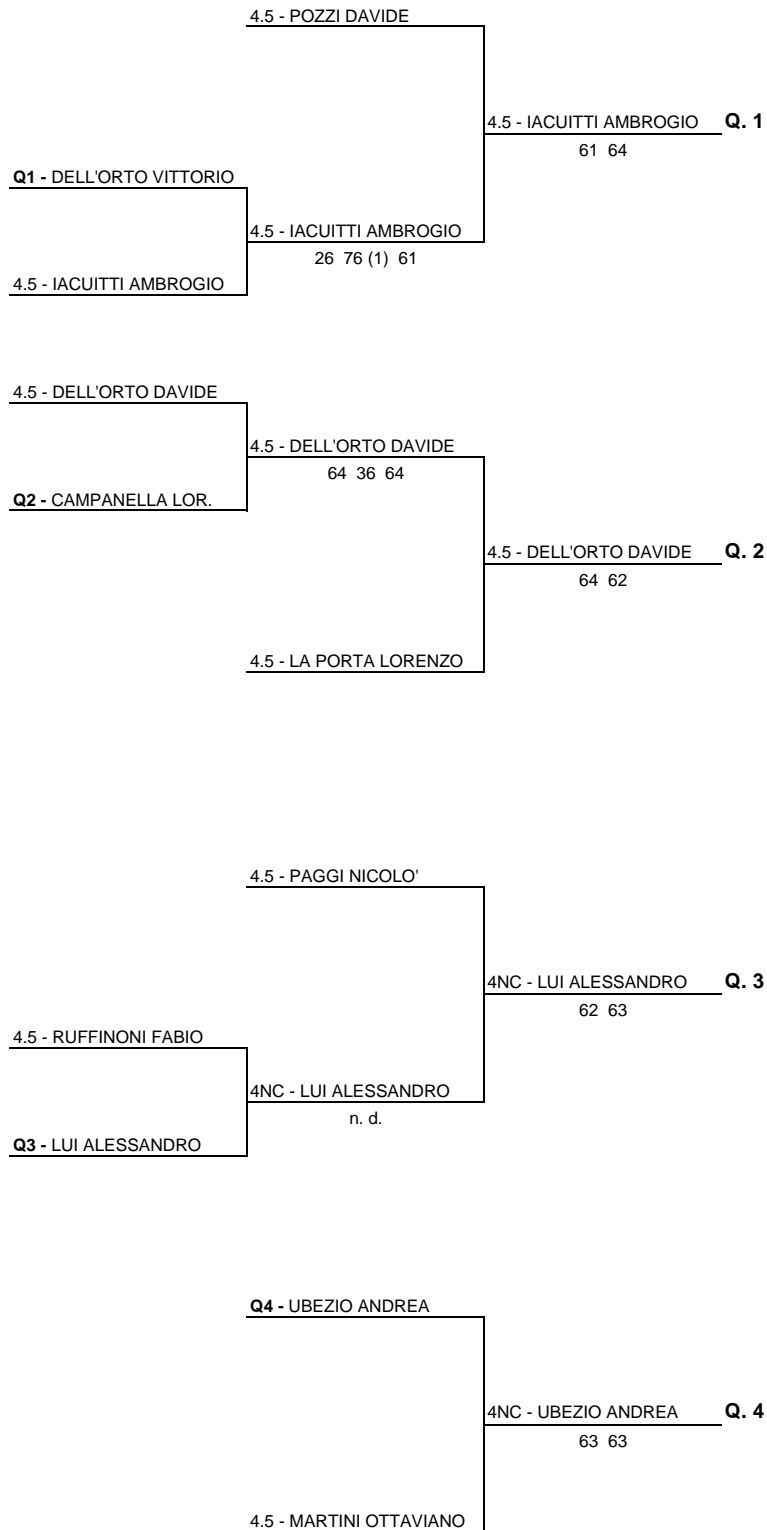 4.5 - POZZI DAVIDE
4.5 - IACUITTI AMBROGIO Q. 1
61 64
Q1 - DELL'ORTO VITTORIO
4.5 - IACUITTI AMBROGIO
26 76 (1) 61
4.5 - IACUITTI AMBROGIO
4.5 - DELL'ORTO DAVIDE
4.5 - DELL'ORTO DAVIDE
64 36 64
Q2 - CAMPANELLA LOR.
4.5 - DELL'ORTO DAVIDE Q. 2
64 62
4.5 - LA PORTA LORENZO
4.5 - PAGGI NICOLO'
4NC - LUI ALESSANDRO Q. 3
62 63
4.5 - RUFFINONI FABIO
4NC - LUI ALESSANDRO
n. d.
Q3 - LUI ALESSANDRO
Q4 - UBEZIO ANDREA
4NC - UBEZIO ANDREA Q. 4
63 63
4.5 - MARTINI OTTAVIANO